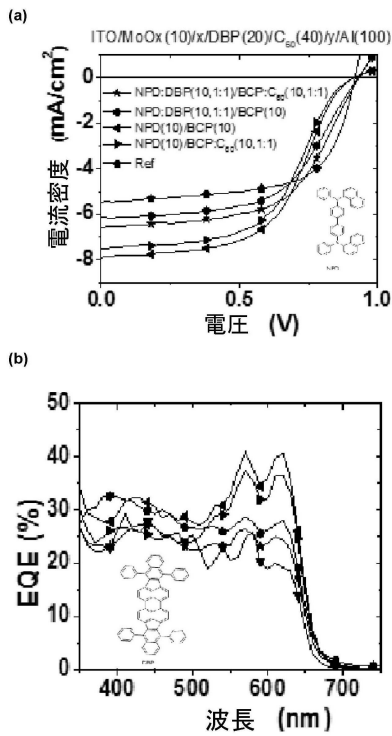 (a)
ITO/MoOx(10)/x/DBP(20)/C60(40)/y/Al(100)
NPD:DBP(10,1:1)/BCP:C60(10,1:1)
NPD:DBP(10,1:1)/BCP(10)
NPD(10)/BCP(10)
NPD(10)/BCP:C60(10,1:1)
Ref
電流密度 (mA/cm²)
0
-2
-4
-6
-8
NPD
0.0 0.5 1.0
電圧 (V)
(b)
EQE (%)
50
40
30
20
10
0
DBP
400 500 600 700
波長 (nm)